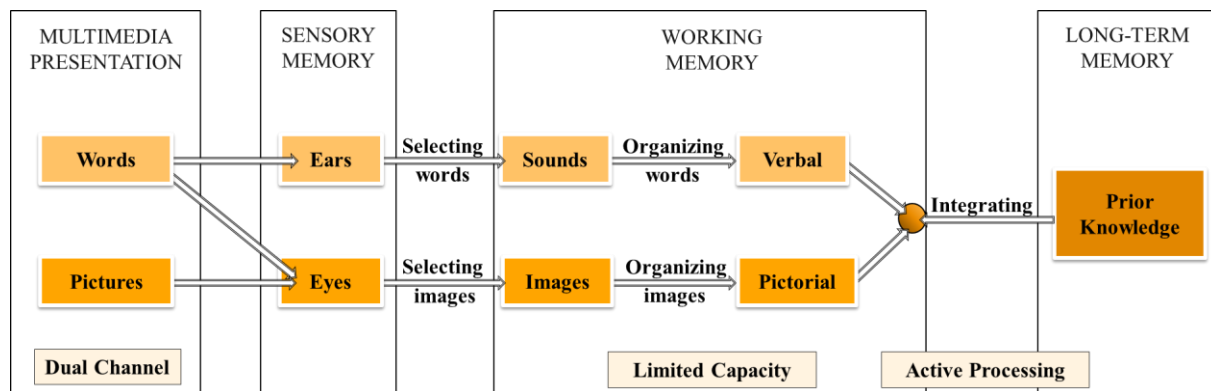 MULTIMEDIA
PRESENTATION
SENSORY
MEMORY
WORKING
MEMORY
LONG-TERM
MEMORY
Words
Ears
Selecting
words
Sounds
Organizing
words
Verbal
Integrating
Prior
Knowledge
Pictures
Eyes
Selecting
images
Images
Organizing
images
Pictorial
Dual Channel
Limited Capacity
Active Processing